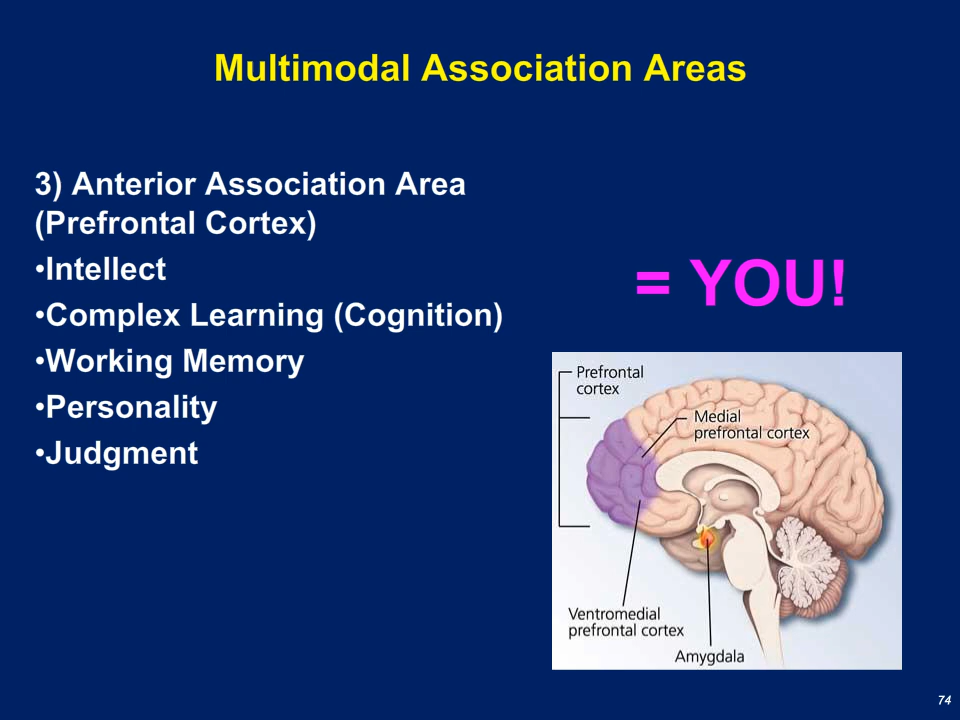 Multimodal Association Areas
3) Anterior Association Area
(Prefrontal Cortex)
•Intellect
•Complex Learning (Cognition)
•Working Memory
•Personality
•Judgment
= YOU!
Prefrontal
cortex
Medial
prefrontal cortex
Ventromedial
prefrontal cortex
Amygdala
74